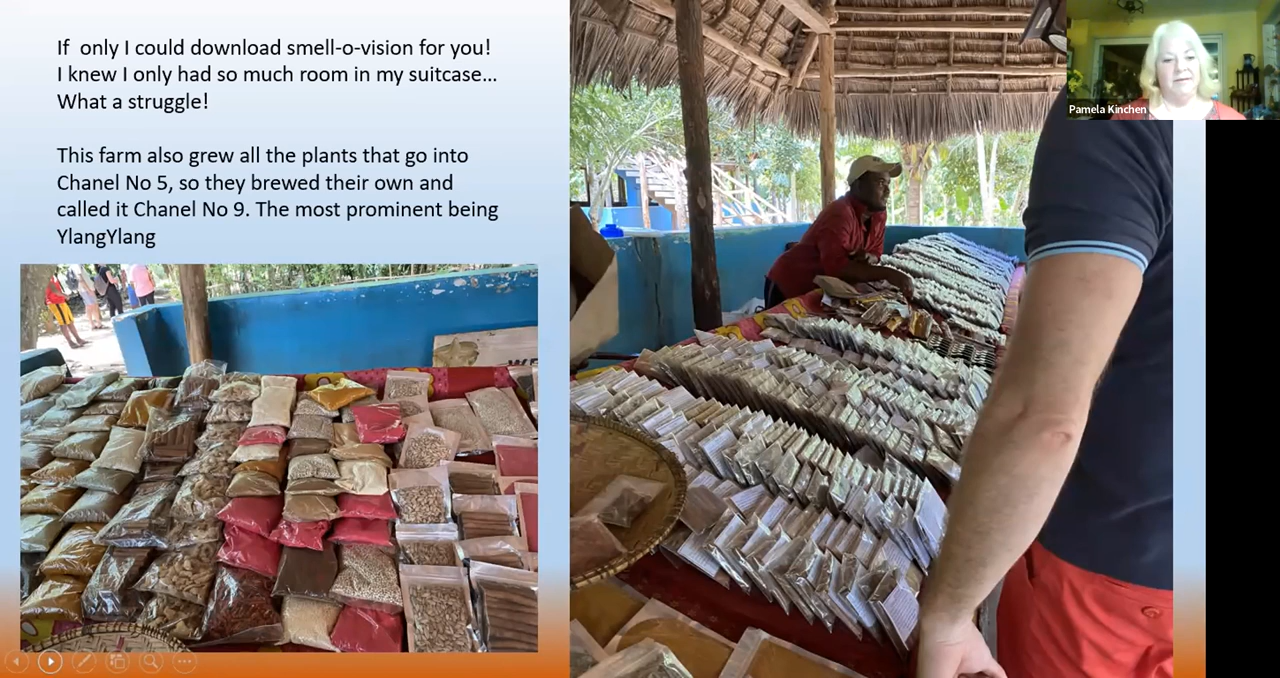 If only I could download smell-o-vision for you!
I knew I only had so much room in my suitcase...
What a struggle!
This farm also grew all the plants that go into
Chanel No 5, so they brewed their own and
called it Chanel No 9. The most prominent being
YlangYlang
Pamela Kinchen